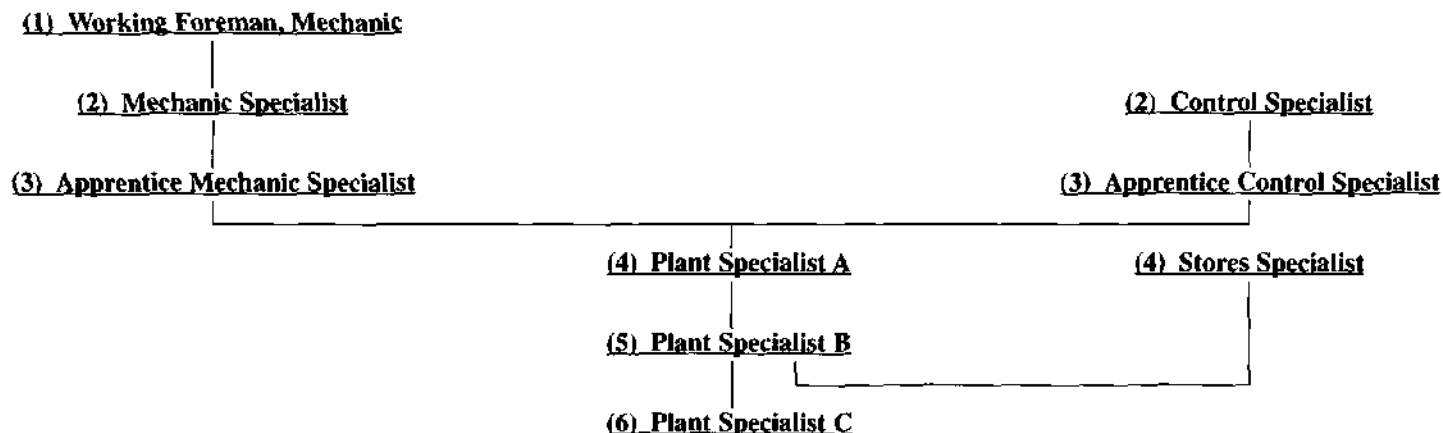 (1) Working Foreman, Mechanic
(2) Mechanic Specialist
(2) Control Specialist
(3) Apprentice Mechanic Specialist
(3) Apprentice Control Specialist
(4) Plant Specialist A
(4) Stores Specialist
(5) Plant Specialist B
(6) Plant Specialist C